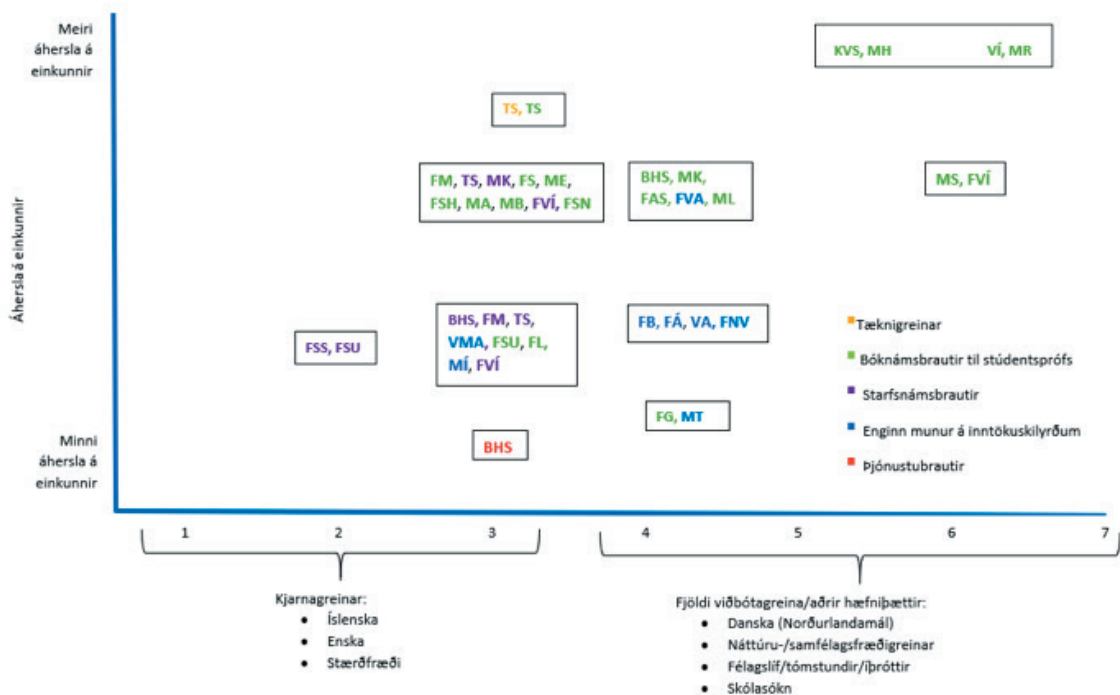 Meiri
áhersla á
einkunnir
KVS, MH VÍ, MR
TS, TS
FM, TS, MK, FS, ME,
FSH, MA, MB, FVÍ, FSN
BHS, MK,
FAS, FVA, ML
MS, FVÍ
Áhersla á einkunnir
BHS, FM, TS,
VMA, FSU, FL,
MÍ, FVÍ
FSS, FSU
FB, FÁ, VA, FNV
FG, MT
BHS
Tæknigreinar
Bóknámsbrautir til stúdentsprófs
Starfsnámsbrautir
Enginn munur á inntökuskilyrðum
Þjónustubrautir
Minni
áhersla á
einkunnir
1 2 3 4 5 6 7
Kjarnagreinar:
• Íslenska
• Enska
• Stærðfræði
Fjöldi viðbótagreina/aðrir hæfniþættir:
• Danska (Norðurlandamál)
• Náttúru-/samfélagsfræðigreinar
• Félagslíf/tómstundir/íþróttir
• Skólasókn